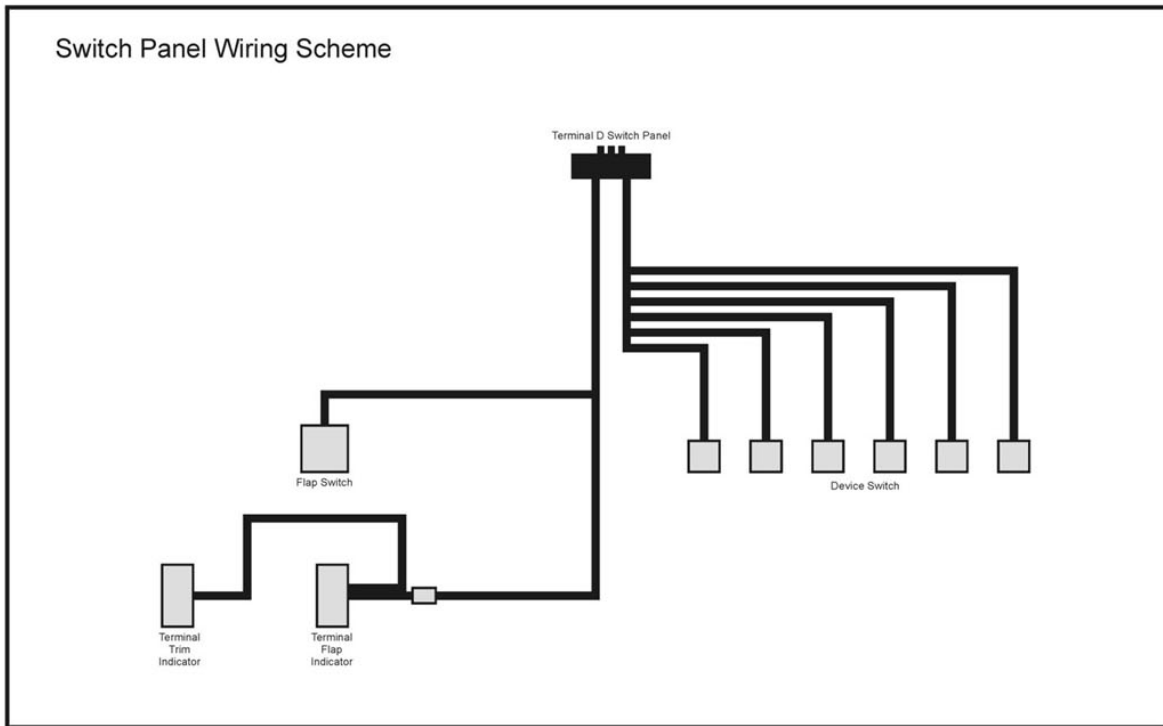 Switch Panel Wiring Scheme
Terminal D Switch Panel
Flap Switch
Device Switch
Terminal
Trim
Indicator
Terminal
Flap
Indicator